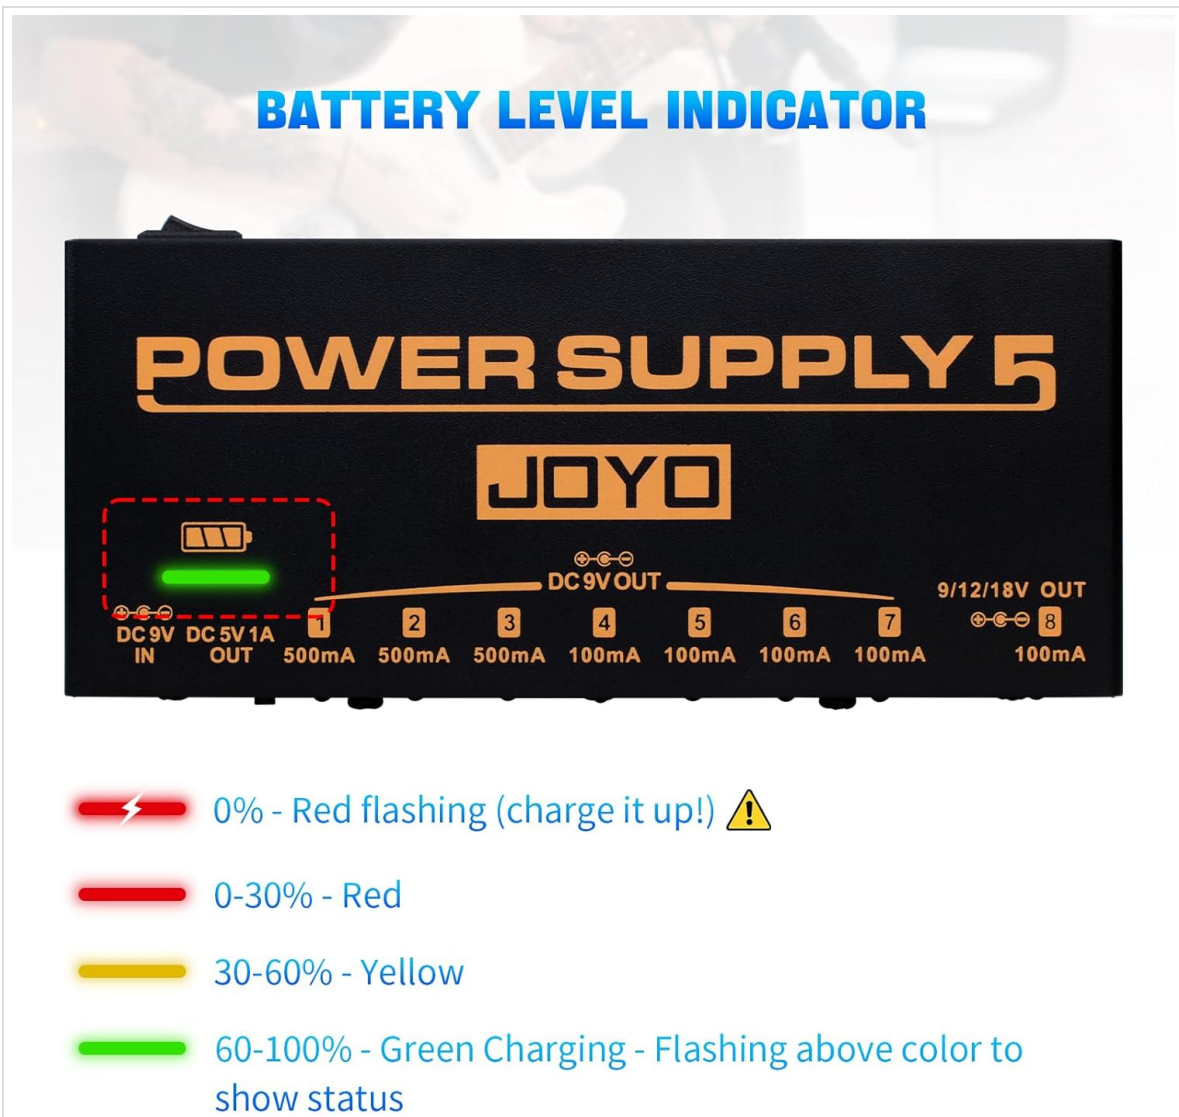 BATTERY LEVEL INDICATOR
POWER SUPPLY 5
JOYO
DC 9V OUT
9/12/18V OUT
DC 9V IN
DC 5V 1A OUT
1 2 3 4 5 6 7 8
500mA 500mA 500mA 100mA 100mA 100mA 100mA 100mA
0% - Red flashing (charge it up!)
0-30% - Red
30-60% - Yellow
60-100% - Green Charging - Flashing above color to
show status